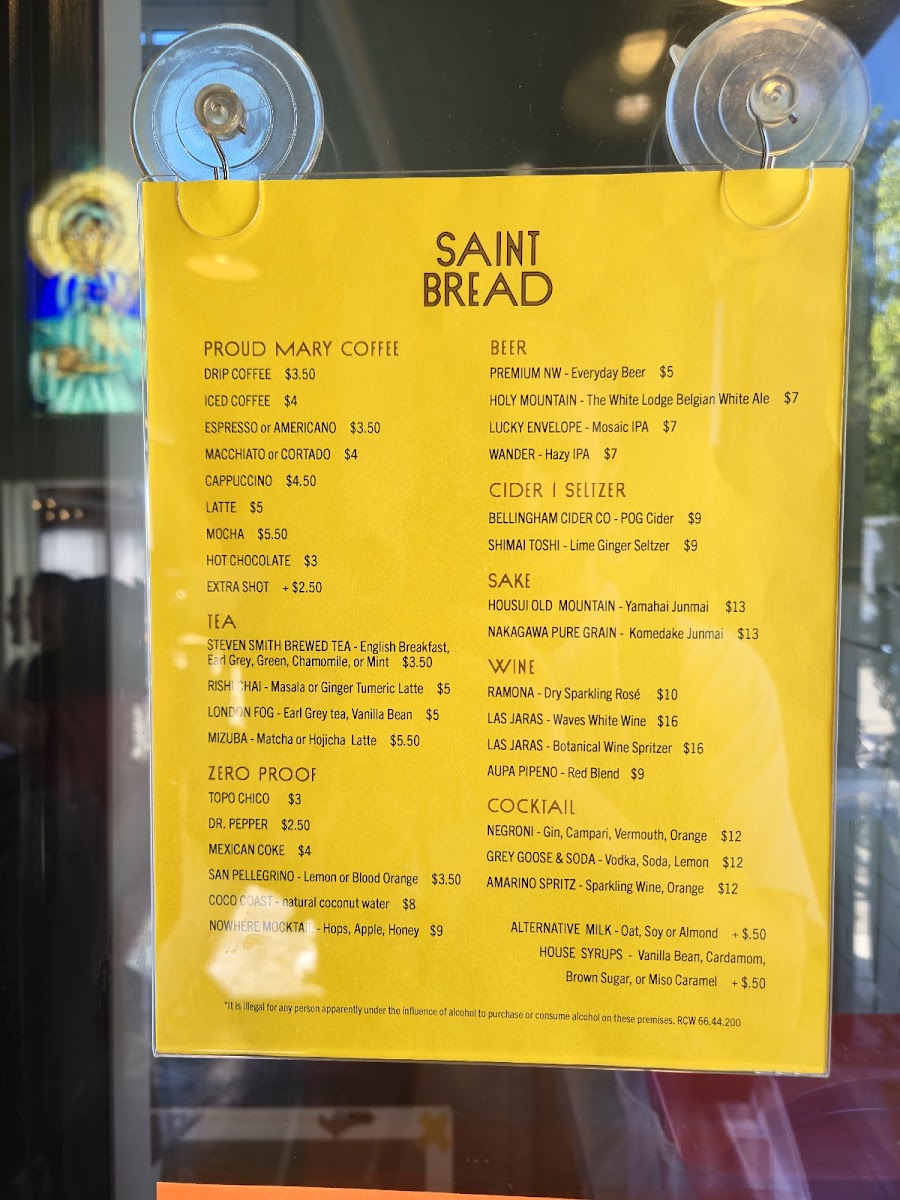 SAINT
BREAD
PROUD MARY COFFEE
DRIP COFFEE $3.50
ICED COFFEE $4
ESPRESSO or AMERICANO $3.50
MACCHIATO or CORTADO $4
CAPPUCCINO $4.50
LATTE $5
MOCHA $5.50
HOT CHOCOLATE $3
EXTRA SHOT + $2.50
TEA
STEVEN SMITH BREWED TEA - English Breakfast,
Earl Grey, Green, Chamomile, or Mint $3.50
RISHI CHAI - Masala or Ginger Tumeric Latte $5
LONDON FOG - Earl Grey tea, Vanilla Bean $5
MIZUBA - Matcha or Hojicha Latte $5.50
ZERO PROOF
TOPO CHICO $3
DR. PEPPER $2.50
MEXICAN COKE $4
SAN PELLEGRINO - Lemon or Blood Orange $3.50
COCO COAST - natural coconut water $8
NOWHERE MOCKTAIL - Hops, Apple, Honey $9
BEER
PREMIUM NW - Everyday Beer $5
HOLY MOUNTAIN - The White Lodge Belgian White Ale $7
LUCKY ENVELOPE - Mosaic IPA $7
WANDER - Hazy IPA $7
CIDER | SELTZER
BELLINGHAM CIDER CO - POG Cider $9
SHIMAI TOSHI - Lime Ginger Seltzer $9
SAKE
HOUSUI OLD MOUNTAIN - Yamahai Junmai $13
NAKAGAWA PURE GRAIN - Komedake Junmai $13
WINE
RAMONA - Dry Sparkling Rosé $10
LAS JARAS - Waves White Wine $16
LAS JARAS - Botanical Wine Spritzer $16
AUPA PIPENO - Red Blend $9
COCKTAIL
NEGRONI - Gin, Campari, Vermouth, Orange $12
GREY GOOSE & SODA - Vodka, Soda, Lemon $12
AMARINO SPRITZ - Sparkling Wine, Orange $12
ALTERNATIVE MILK - Oat, Soy or Almond + $.50
HOUSE SYRUPS - Vanilla Bean, Cardamom,
Brown Sugar, or Miso Caramel + $.50
*It is illegal for any person apparently under the influence of alcohol to purchase or consume alcohol on these premises. RCW 66.44.200